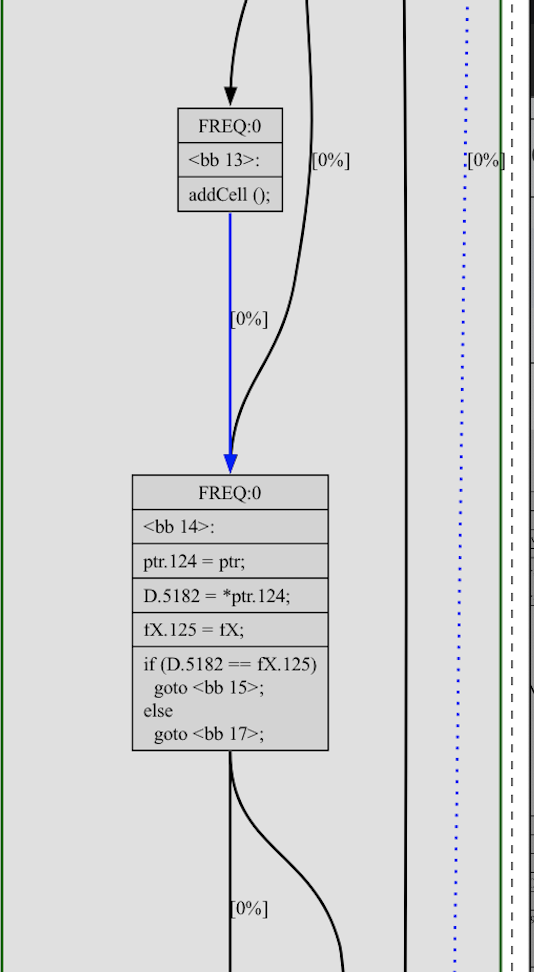 FREQ:0
<bb 13>:
[0%]
[0%]
addCell ();
[0%]
FREQ:0
<bb 14>:
ptr.124 = ptr;
D.5182 = *ptr.124;
fX.125 = fX;
if (D.5182 == fX.125)
goto <bb 15>;
else
goto <bb 17>;
[0%]